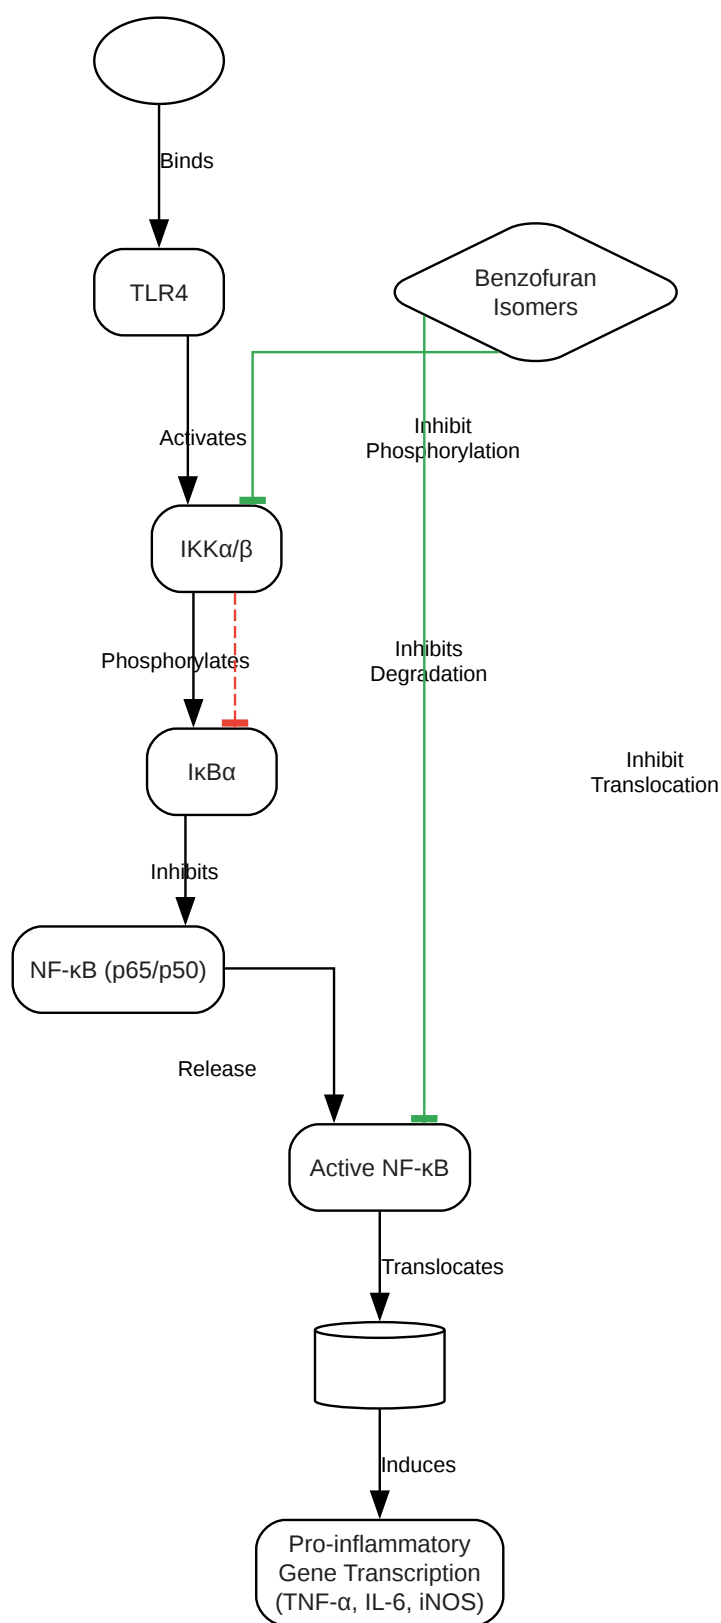 Binds
TLR4
Benzofuran
Isomers
Activates
Inhibit
Phosphorylation
IKKα/β
Phosphorylates
Inhibits
Degradation
IκBα
Inhibit
Translocation
Inhibits
NF-κB (p65/p50)
Release
Active NF-κB
Translocates
Induces
Pro-inflammatory
Gene Transcription
(TNF-α, IL-6, iNOS)